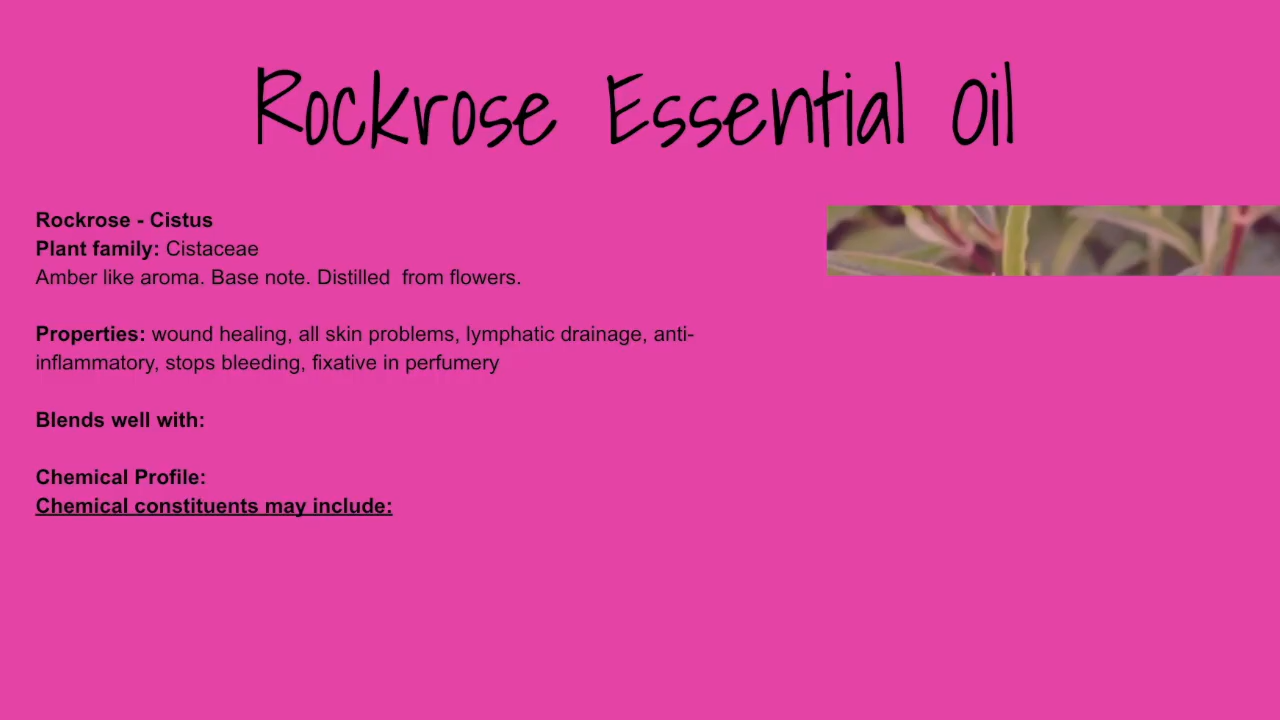 Rockrose Essential Oil
Rockrose - Cistus
Plant family: Cistaceae
Amber like aroma. Base note. Distilled  from flowers.
Properties: wound healing, all skin problems, lymphatic drainage, anti-
inflammatory, stops bleeding, fixative in perfumery
Blends well with:
Chemical Profile:
Chemical constituents may include: